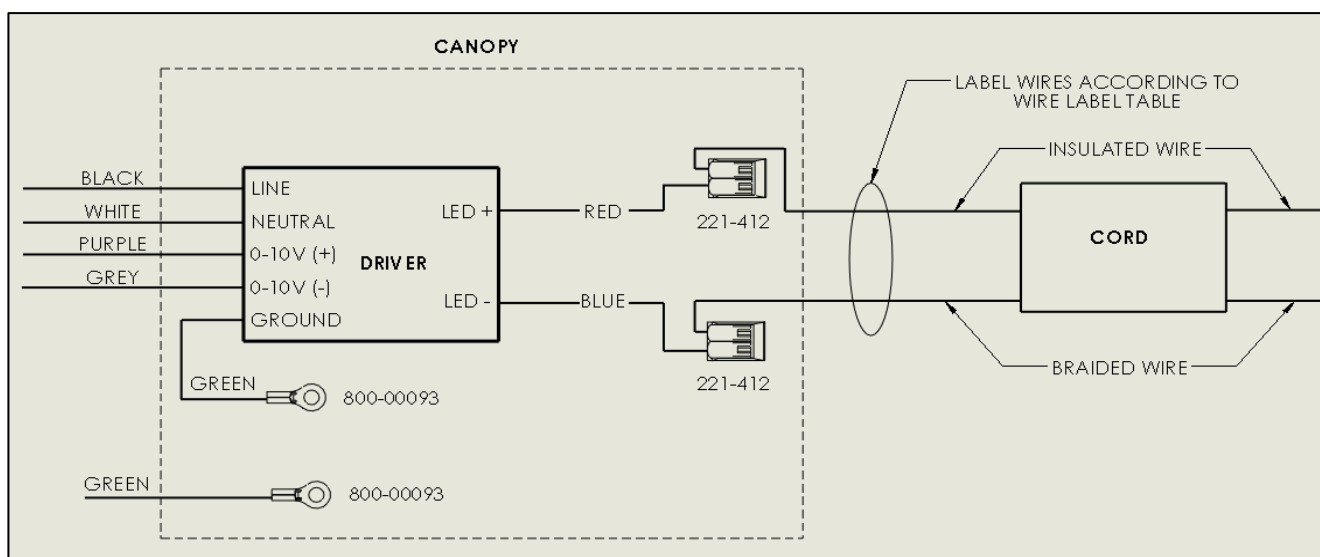 CANOPY
LABEL WIRES ACCORDING TO
WIRE LABEL TABLE
INSULATED WIRE
BLACK
LINE
WHITE
NEUTRAL
LED +
RED
221-412
PURPLE
0-10V (+)
DRIVER
CORD
GREY
0-10V (-)
LED -
BLUE
GROUND
221-412
BRAIDED WIRE
GREEN
800-00093
GREEN
800-00093